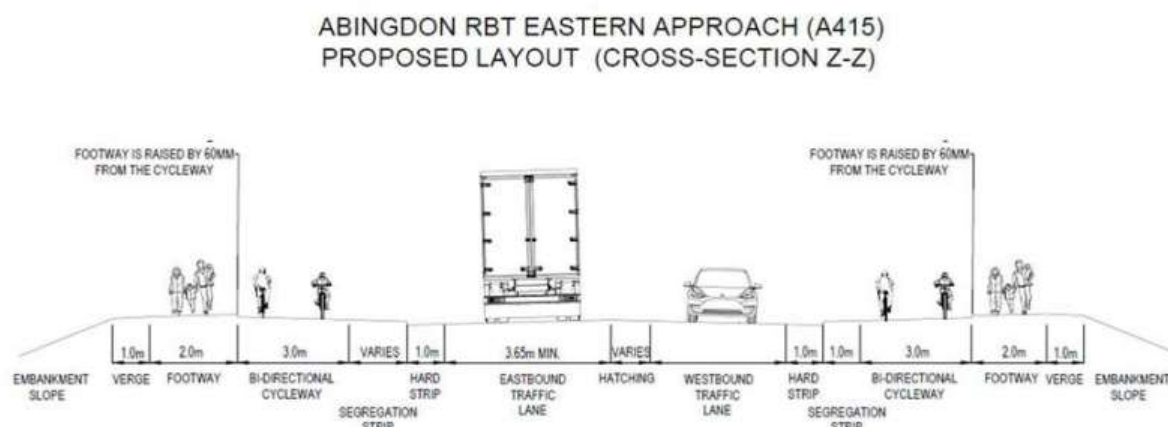 ABINGDON RBT EASTERN APPROACH (A415)
PROPOSED LAYOUT (CROSS-SECTION Z-Z)
FOOTWAY IS RAISED BY 60MM
FROM THE CYCLEWAY
FOOTWAY IS RAISED BY 60MM
FROM THE CYCLEWAY
1.0m 2.0m 3.0m VARIES 1.0m 3.65m MIN. VARIES 1.0m 1.0m 3.0m 2.0m 1.0m
EMBANKMENT
SLOPE
VERGE
FOOTWAY
BI-DIRECTIONAL
CYCLEWAY
SEGREGATION
STRIP
HARD
STRIP
EASTBOUND
TRAFFIC
LANE
HATCHING
WESTBOUND
TRAFFIC
LANE
HARD
STRIP
SEGREGATION
STRIP
BI-DIRECTIONAL
CYCLEWAY
FOOTWAY
VERGE
EMBANKMENT
SLOPE